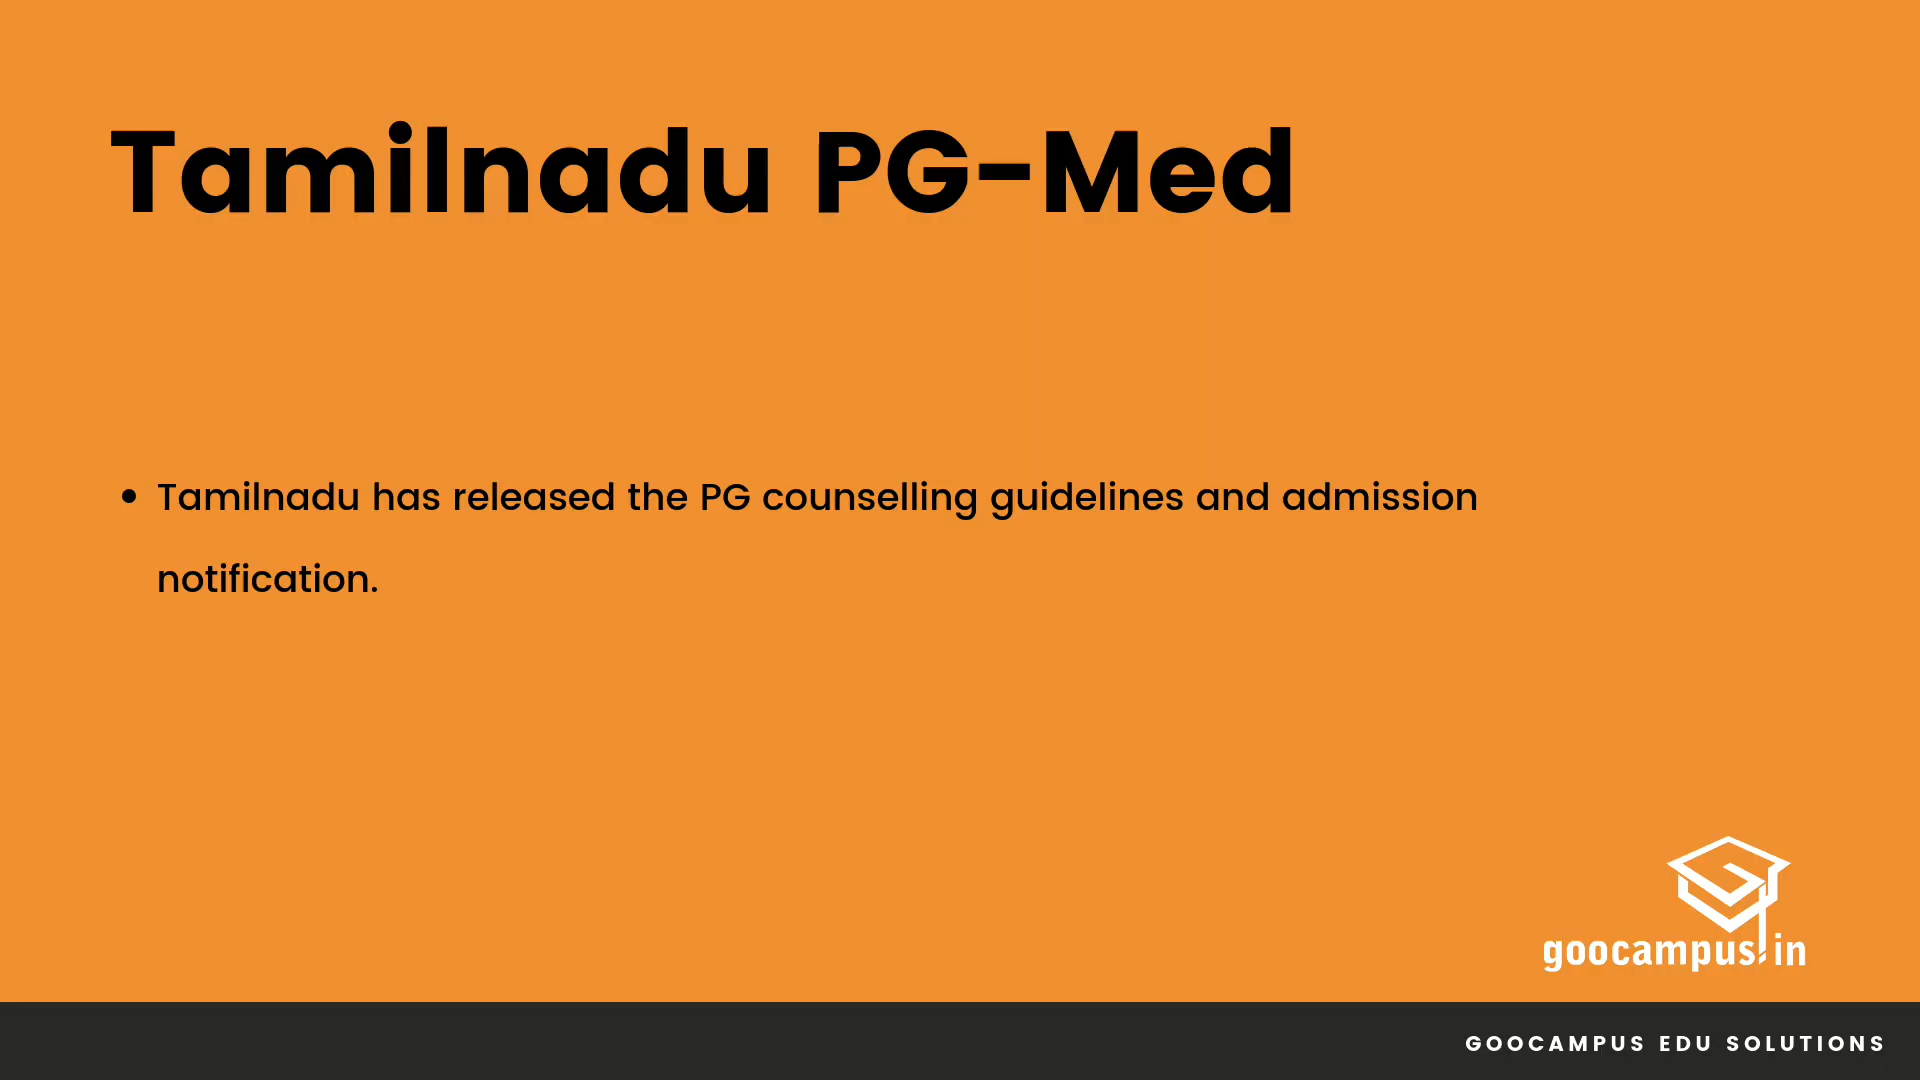 Tamilnadu PG-Med
• Tamilnadu has released the PG counselling guidelines and admission
notification.
goocampus.in
GOOCAMPUS EDU SOLUTIONS